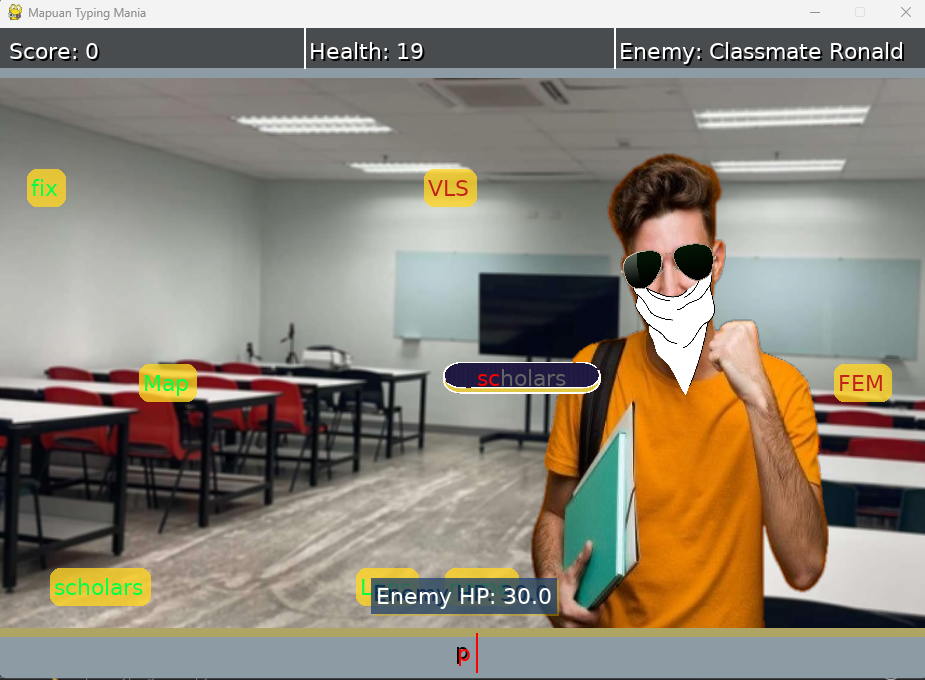 Mapuan Typing Mania
Score: 0
Health: 19
Enemy: Classmate Ronald
fix
VLS
Map
scholars
FEM
scholars
Enemy HP: 30.0
p